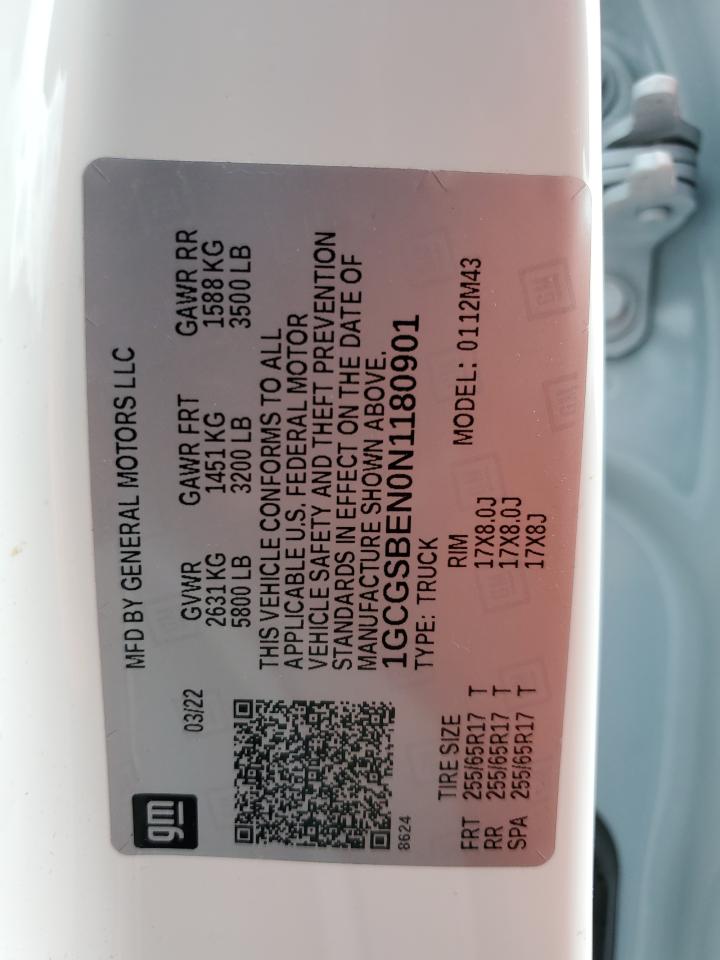 gm
03/22
MFD BY GENERAL MOTORS LLC
GVWR GAWR FRT GAWR RR
2631 KG 1451 KG 1588 KG
5800 LB 3200 LB 3500 LB
THIS VEHICLE CONFORMS TO ALL
APPLICABLE U.S. FEDERAL MOTOR
VEHICLE SAFETY AND THEFT PREVENTION
STANDARDS IN EFFECT ON THE DATE OF
MANUFACTURE SHOWN ABOVE.
1GCGSBEN0N1180901
8624
TYPE: TRUCK
MODEL: 0112M43
TIRE SIZE RIM
FRT 255/65R17 T 17X8.0J
RR 255/65R17 T 17X8.0J
SPA 255/65R17 T 17X8J